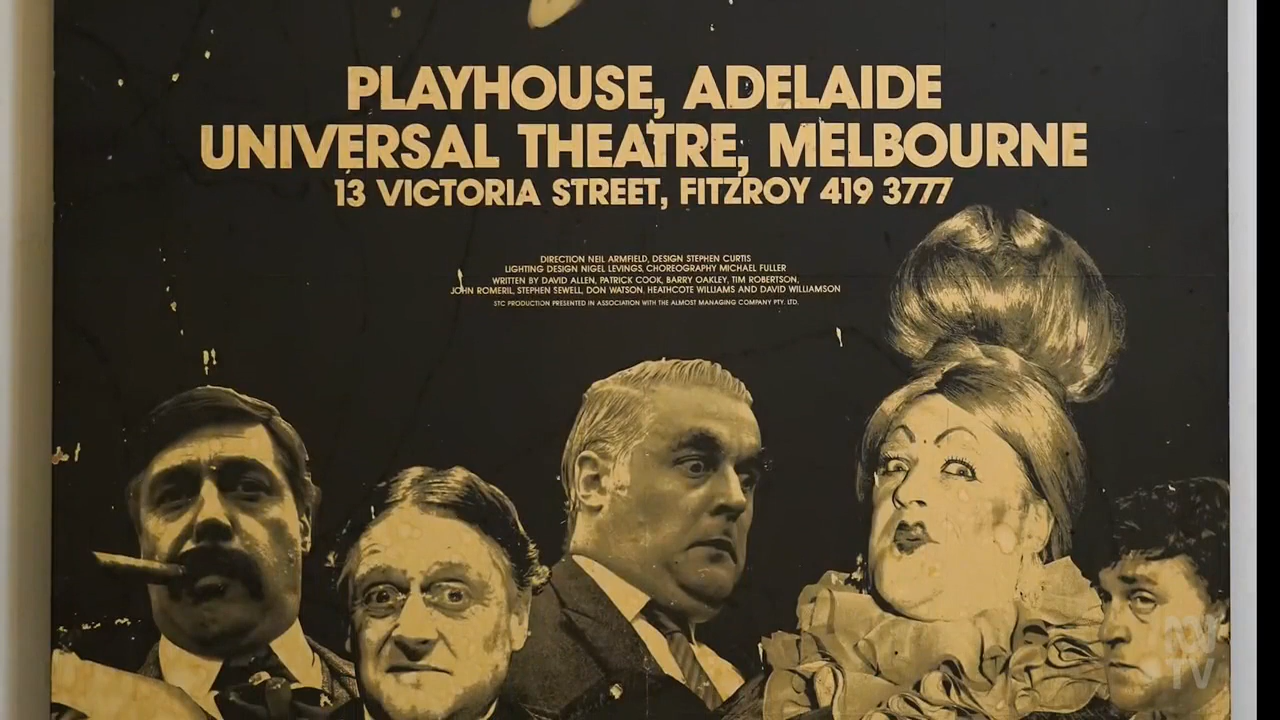 PLAYHOUSE, ADELAIDE
UNIVERSAL THEATRE, MELBOURNE
13 VICTORIA STREET, FITZROY 419 3777
DIRECTION NEIL ARMFIELD, DESIGN STEPHEN CURTIS
LIGHTING DESIGN NIGEL LEVINGS, CHOREOGRAPHY MICHAEL FULLER
WRITTEN BY DAVID ALLEN, PATRICK COOK, BARRY OAKLEY, TIM ROBERTSON,
JOHN ROMERIL, STEPHEN SEWELL, DON WATSON, HEATHCOTE WILLIAMS AND DAVID WILLIAMSON
STC PRODUCTION PRESENTED IN ASSOCIATION WITH THE ALMOST MANAGING COMPANY PTY. LTD.
TV